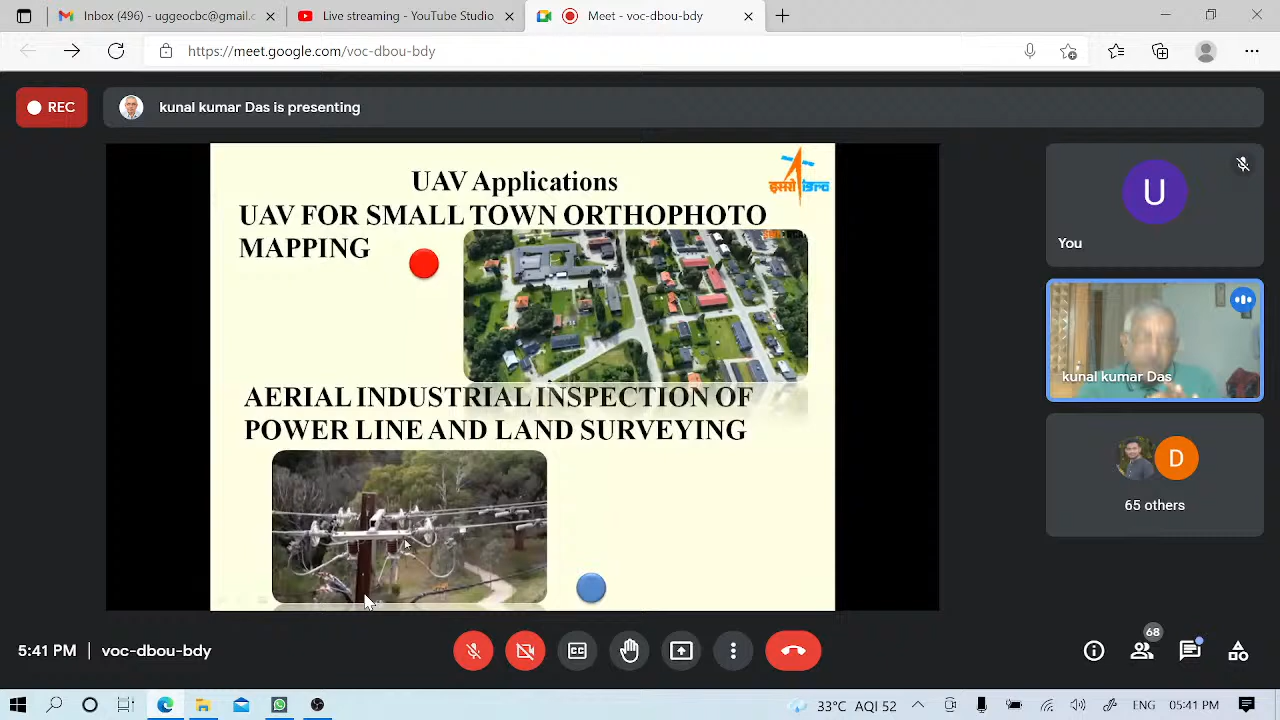 Inbox (496) - uggeocbc@gmail.c
Live streaming - YouTube Studio
Meet - voc-dbou-bdy
https://meet.google.com/voc-dbou-bdy
REC
kunal kumar Das is presenting
UAV Applications
इसरो isro
UAV FOR SMALL TOWN ORTHOPHOTO
MAPPING
U
You
kunal kumar Das
AERIAL INDUSTRIAL INSPECTION OF
POWER LINE AND LAND SURVEYING
D
65 others
5:41 PM | voc-dbou-bdy
CC
68
33°C AQI 52
ENG
05:41 PM